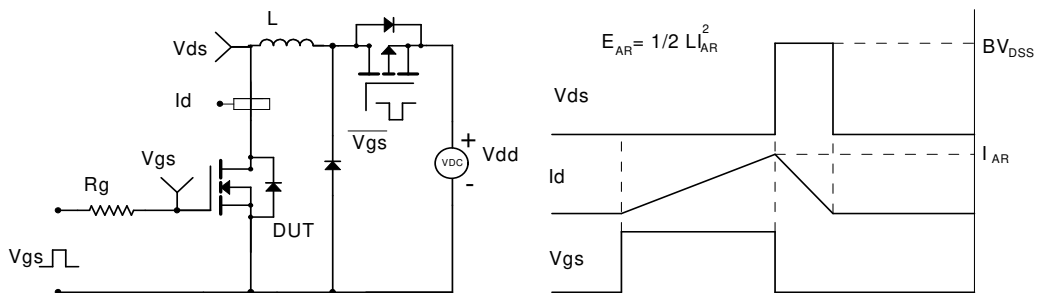 L
Vds
Id
Vgs
Rg
Vgs
DUT
Vgs
+
VDC
Vdd
-
E_AR= 1/2 LI_AR^2
BV_DSS
Vds
I_AR
Id
Vgs